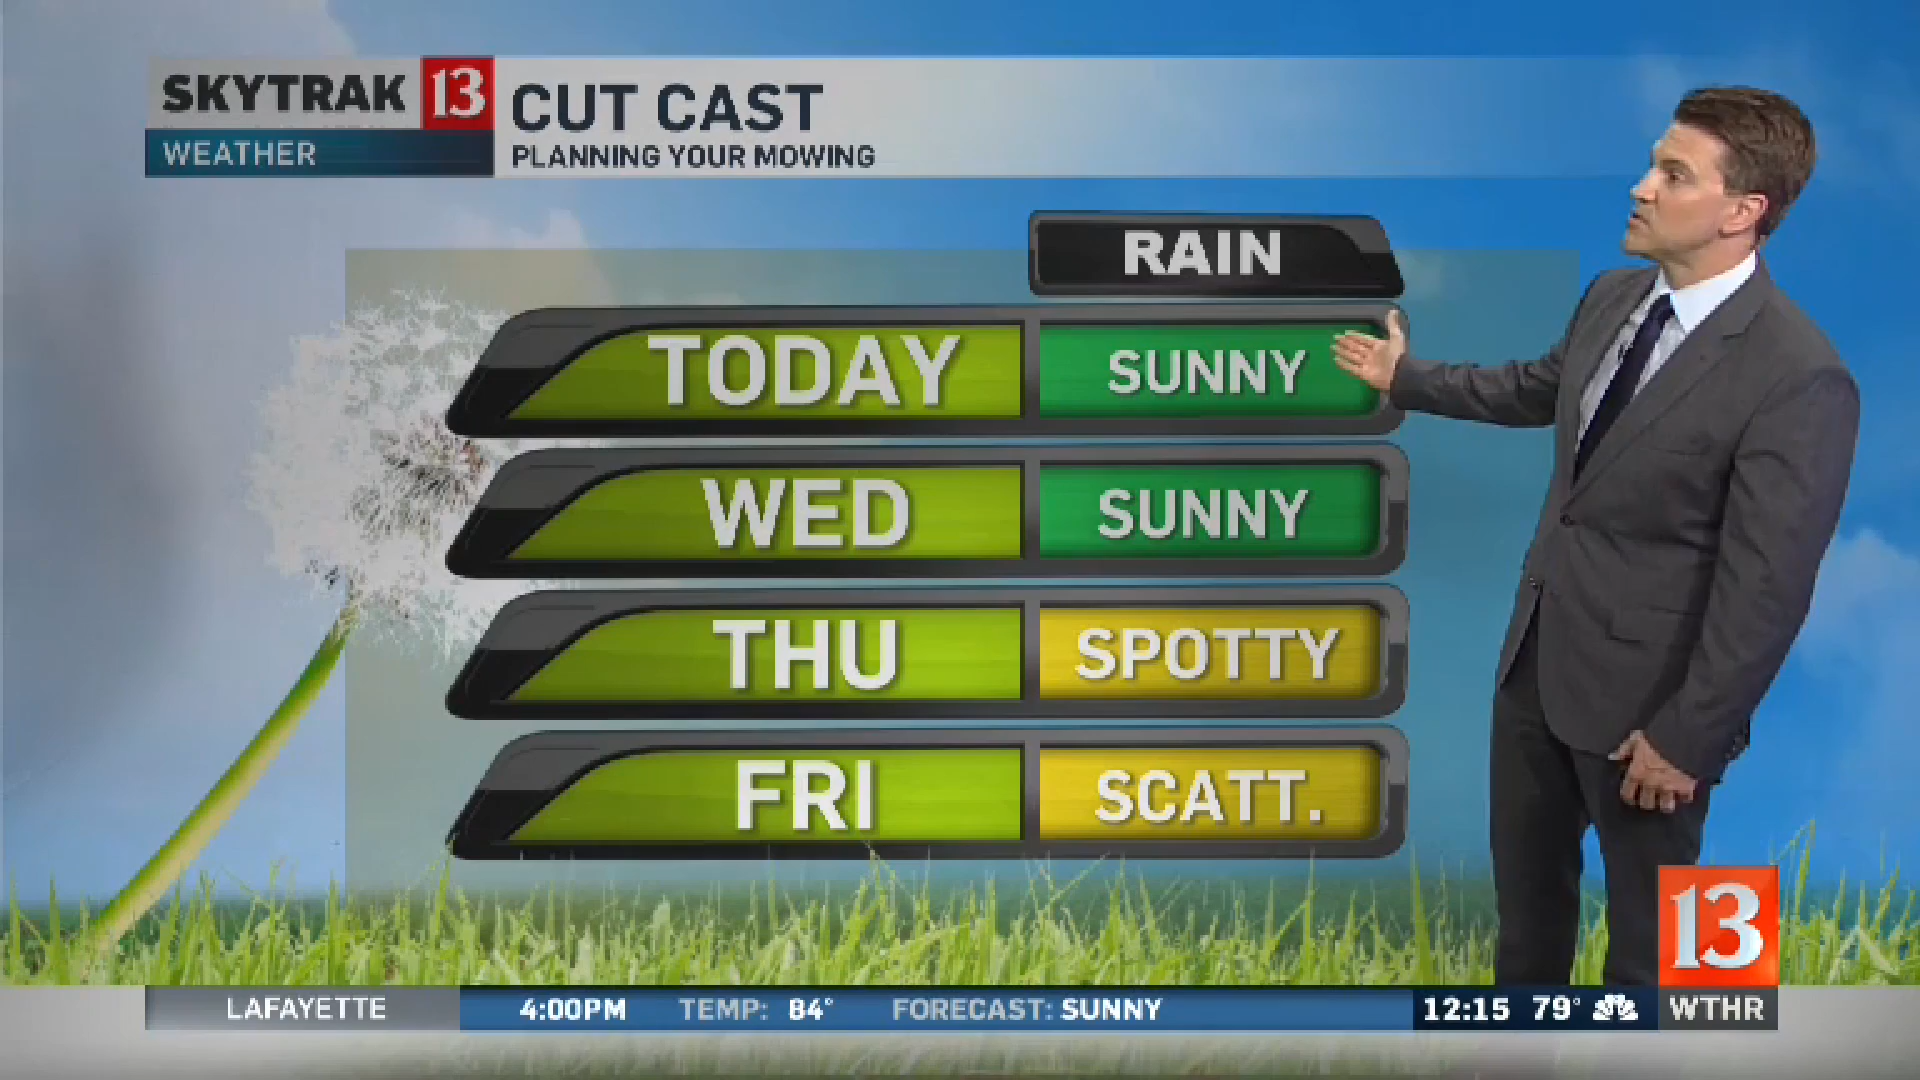 SKYTRAK 13
WEATHER
CUT CAST
PLANNING YOUR MOWING
RAIN
TODAY SUNNY
WED SUNNY
THU SPOTTY
FRI SCATT.
13
LAFAYETTE 4:00PM TEMP: 84° FORECAST: SUNNY 12:15 79° WTHR